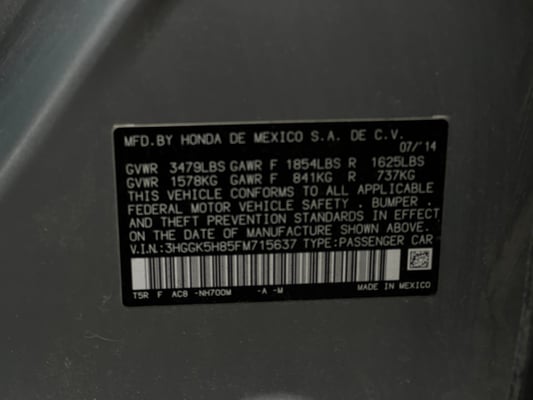 MFD.BY HONDA DE MEXICO S.A. DE C.V.
07/'14
GVWR 3479LBS GAWR F 1854LBS R 1625LBS
GVWR 1578KG GAWR F 841KG R 737KG
THIS VEHICLE CONFORMS TO ALL APPLICABLE
FEDERAL MOTOR VEHICLE SAFETY , BUMPER ,
AND THEFT PREVENTION STANDARDS IN EFFECT
ON THE DATE OF MANUFACTURE SHOWN ABOVE.
V.I.N.:3HGGK5H85FM715637 TYPE:PASSENGER CAR
T5R F AC8 -NH700M -A -M
MADE IN MEXICO